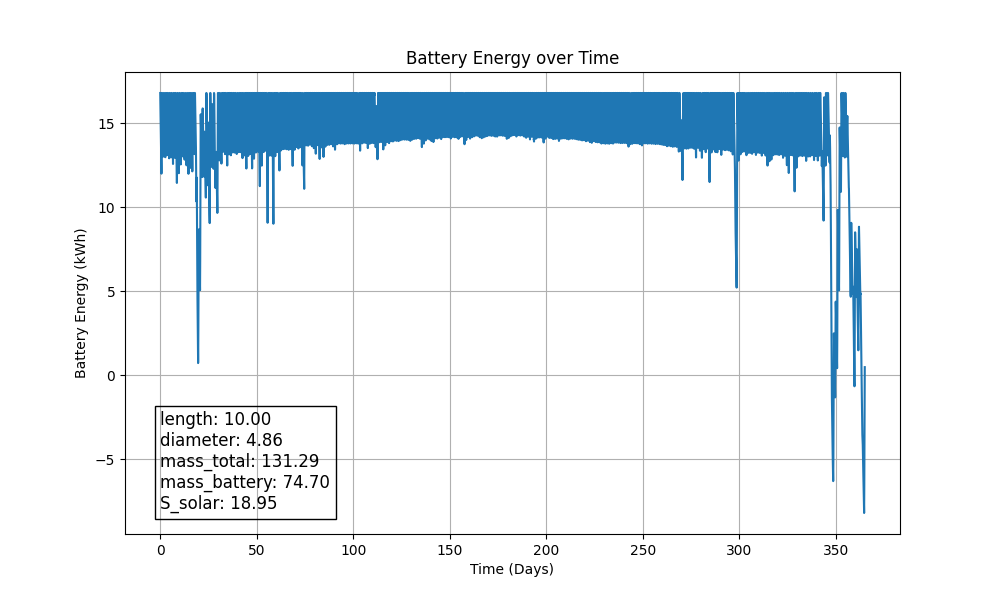 Battery Energy over Time
Battery Energy (kWh)
15
10
5
0
−5
length: 10.00
diameter: 4.86
mass_total: 131.29
mass_battery: 74.70
S_solar: 18.95
0 50 100 150 200 250 300 350
Time (Days)